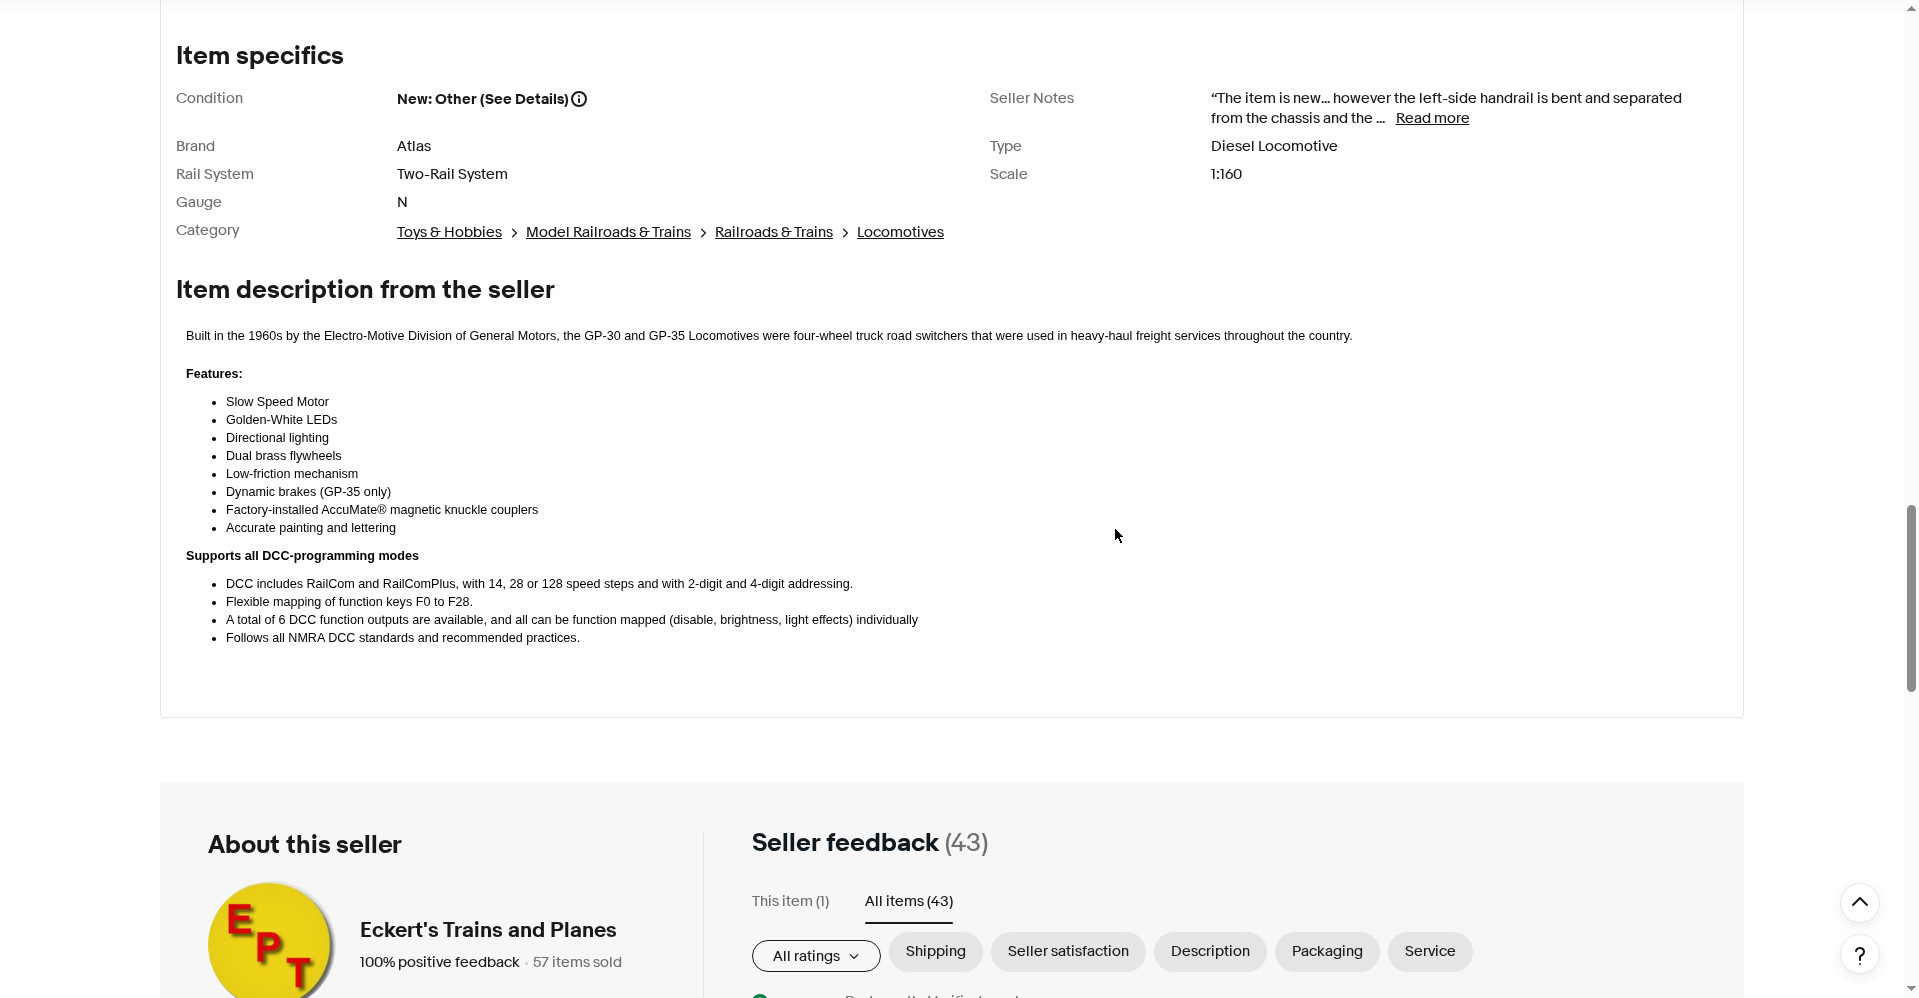 Item specifics
Condition
New: Other (See Details)
Seller Notes
“The item is new... however the left-side handrail is bent and separated
from the chassis and the ... Read more
Brand
Atlas
Type
Diesel Locomotive
Rail System
Two-Rail System
Scale
1:160
Gauge
N
Category
Toys & Hobbies > Model Railroads & Trains > Railroads & Trains > Locomotives
Item description from the seller
Built in the 1960s by the Electro-Motive Division of General Motors, the GP-30 and GP-35 Locomotives were four-wheel truck road switchers that were used in heavy-haul freight services throughout the country.
Features:
• Slow Speed Motor
• Golden-White LEDs
• Directional lighting
• Dual brass flywheels
• Low-friction mechanism
• Dynamic brakes (GP-35 only)
• Factory-installed AccuMate® magnetic knuckle couplers
• Accurate painting and lettering
Supports all DCC-programming modes
• DCC includes RailCom and RailComPlus, with 14, 28 or 128 speed steps and with 2-digit and 4-digit addressing.
• Flexible mapping of function keys F0 to F28.
• A total of 6 DCC function outputs are available, and all can be function mapped (disable, brightness, light effects) individually
• Follows all NMRA DCC standards and recommended practices.
About this seller
EPT
Eckert's Trains and Planes
100% positive feedback · 57 items sold
Seller feedback (43)
This item (1)
All items (43)
All ratings
Shipping
Seller satisfaction
Description
Packaging
Service
?